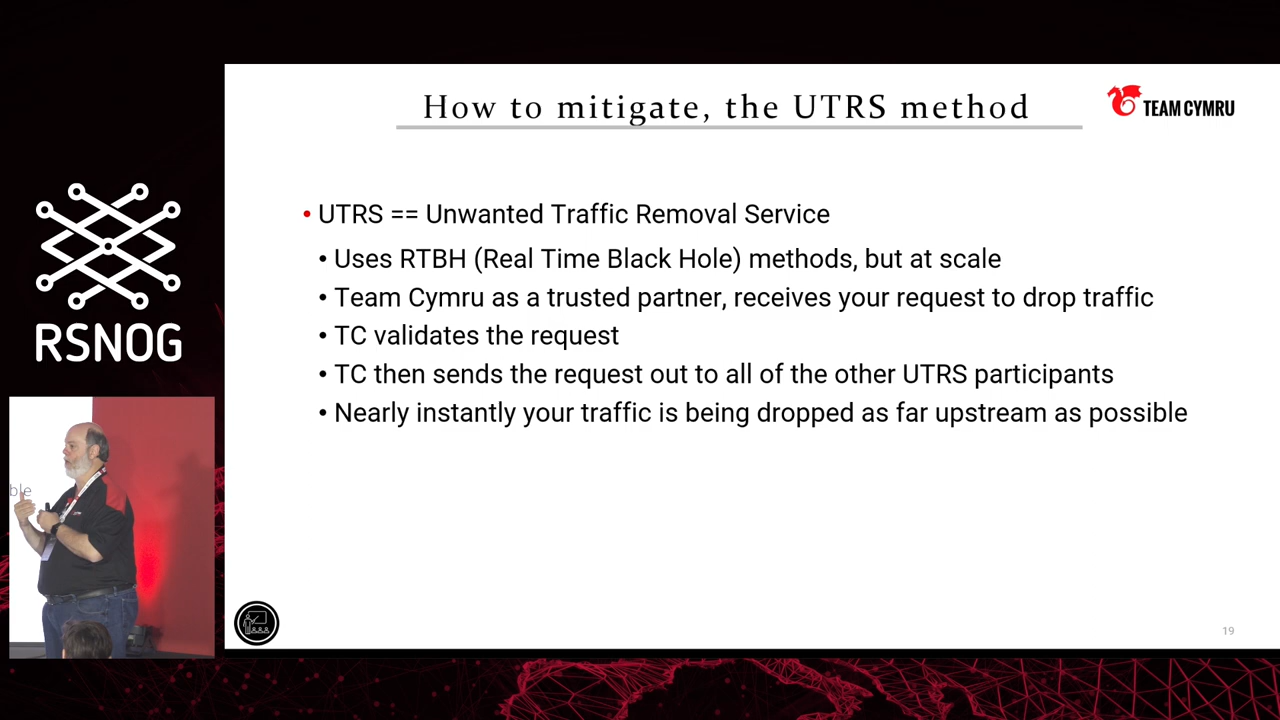 How to mitigate, the UTRS method
TEAM CYMRU
• UTRS == Unwanted Traffic Removal Service
• Uses RTBH (Real Time Black Hole) methods, but at scale
• Team Cymru as a trusted partner, receives your request to drop traffic
• TC validates the request
• TC then sends the request out to all of the other UTRS participants
• Nearly instantly your traffic is being dropped as far upstream as possible
RSNOG
ble
19